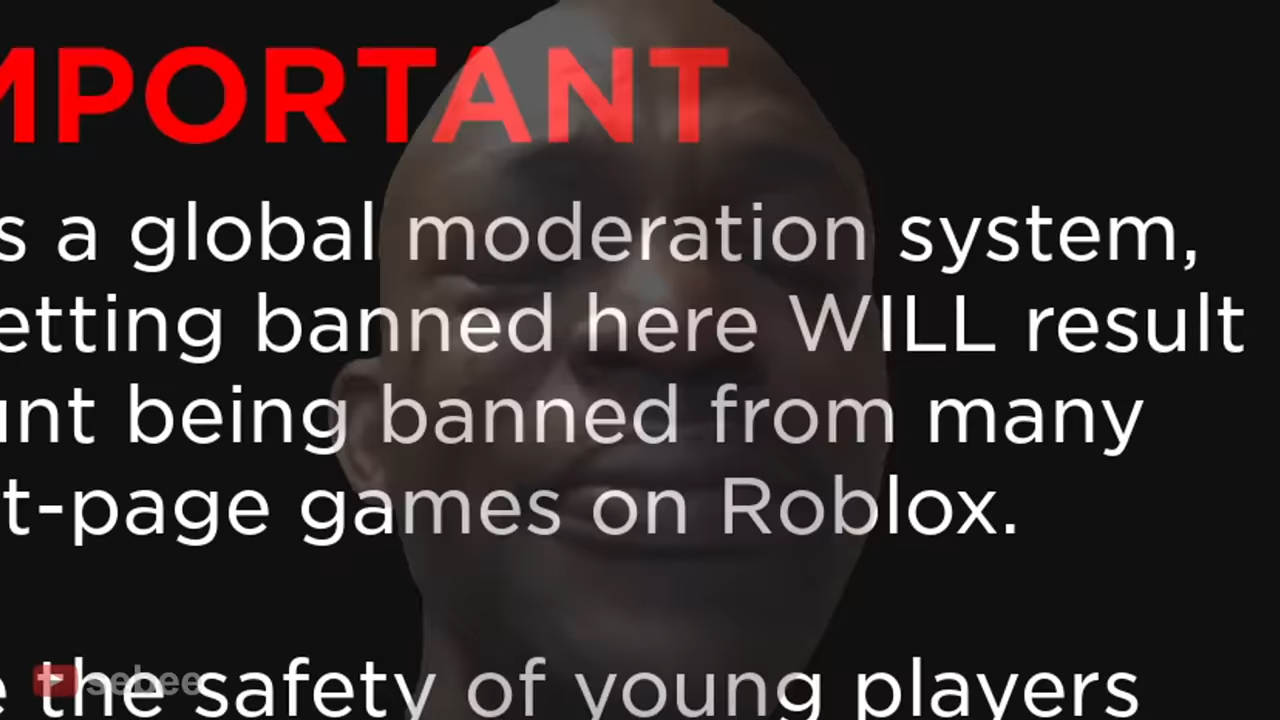 MPORTANT
s a global moderation system,
etting banned here WILL result
unt being banned from many
t-page games on Roblox.
e the safety of young players
sebee